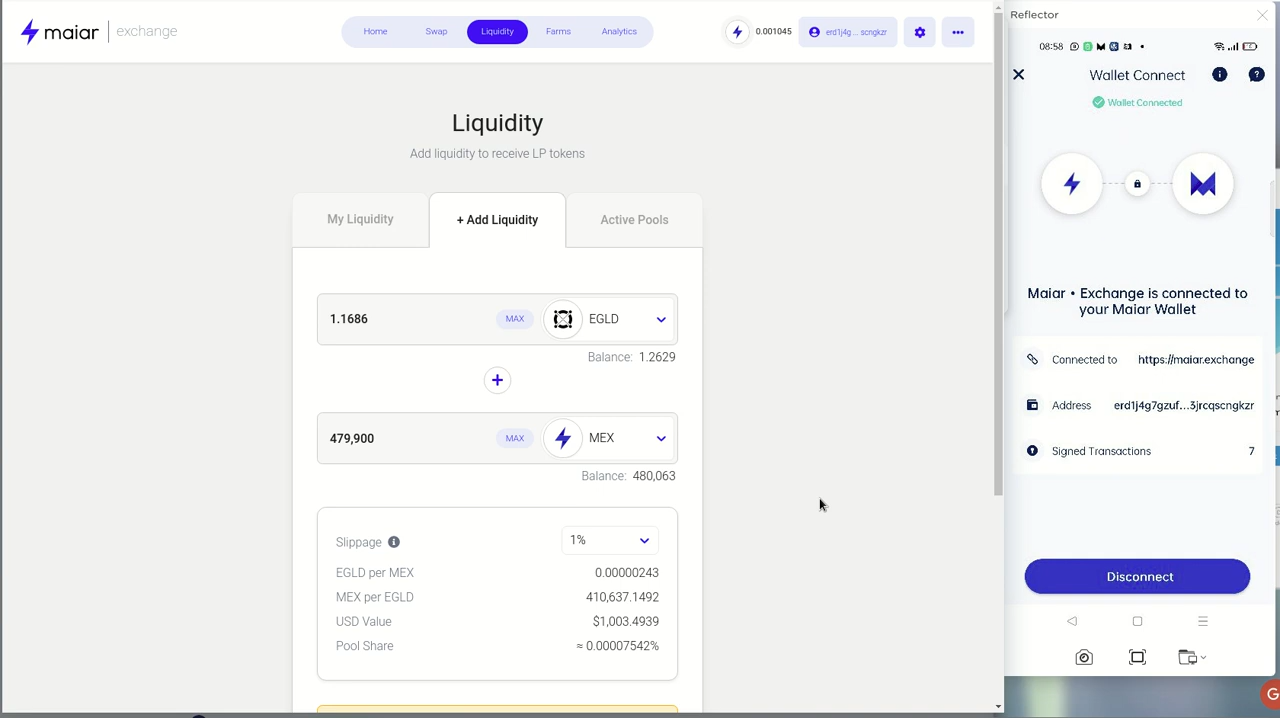 maiar | exchange
Home Swap Liquidity Farms Analytics
0.001045 erd1j4g ... scngkzr
Liquidity
Add liquidity to receive LP tokens
My Liquidity + Add Liquidity Active Pools
1.1686 MAX EGLD
Balance: 1.2629
479,900 MAX MEX
Balance: 480,063
Slippage 1%
EGLD per MEX 0.00000243
MEX per EGLD 410,637.1492
USD Value $1,003.4939
Pool Share ≈ 0.00007542%
Reflector
08:58
Wallet Connect
Wallet Connected
Maiar • Exchange is connected to
your Maiar Wallet
Connected to https://maiar.exchange
Address erd1j4g7gzuf...3jrcqscngkzr
Signed Transactions 7
Disconnect
G